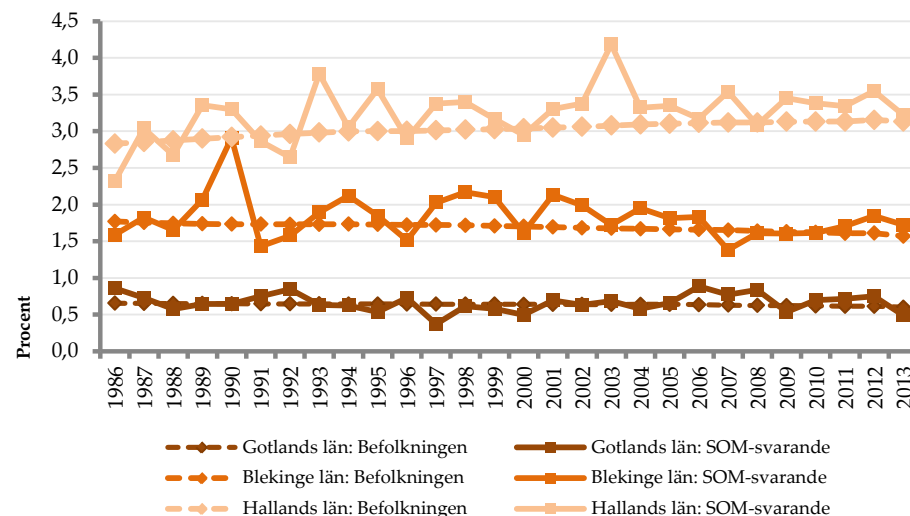 4,5
4,0
3,5
3,0
2,5
2,0
1,5
1,0
0,5
0,0
Procent
1986 1987 1988 1989 1990 1991 1992 1993 1994 1995 1996 1997 1998 1999 2000 2001 2002 2003 2004 2005 2006 2007 2008 2009 2010 2011 2012 2013
Gotlands län: Befolkningen Gotlands län: SOM-svarande
Blekinge län: Befolkningen Blekinge län: SOM-svarande
Hallands län: Befolkningen Hallands län: SOM-svarande